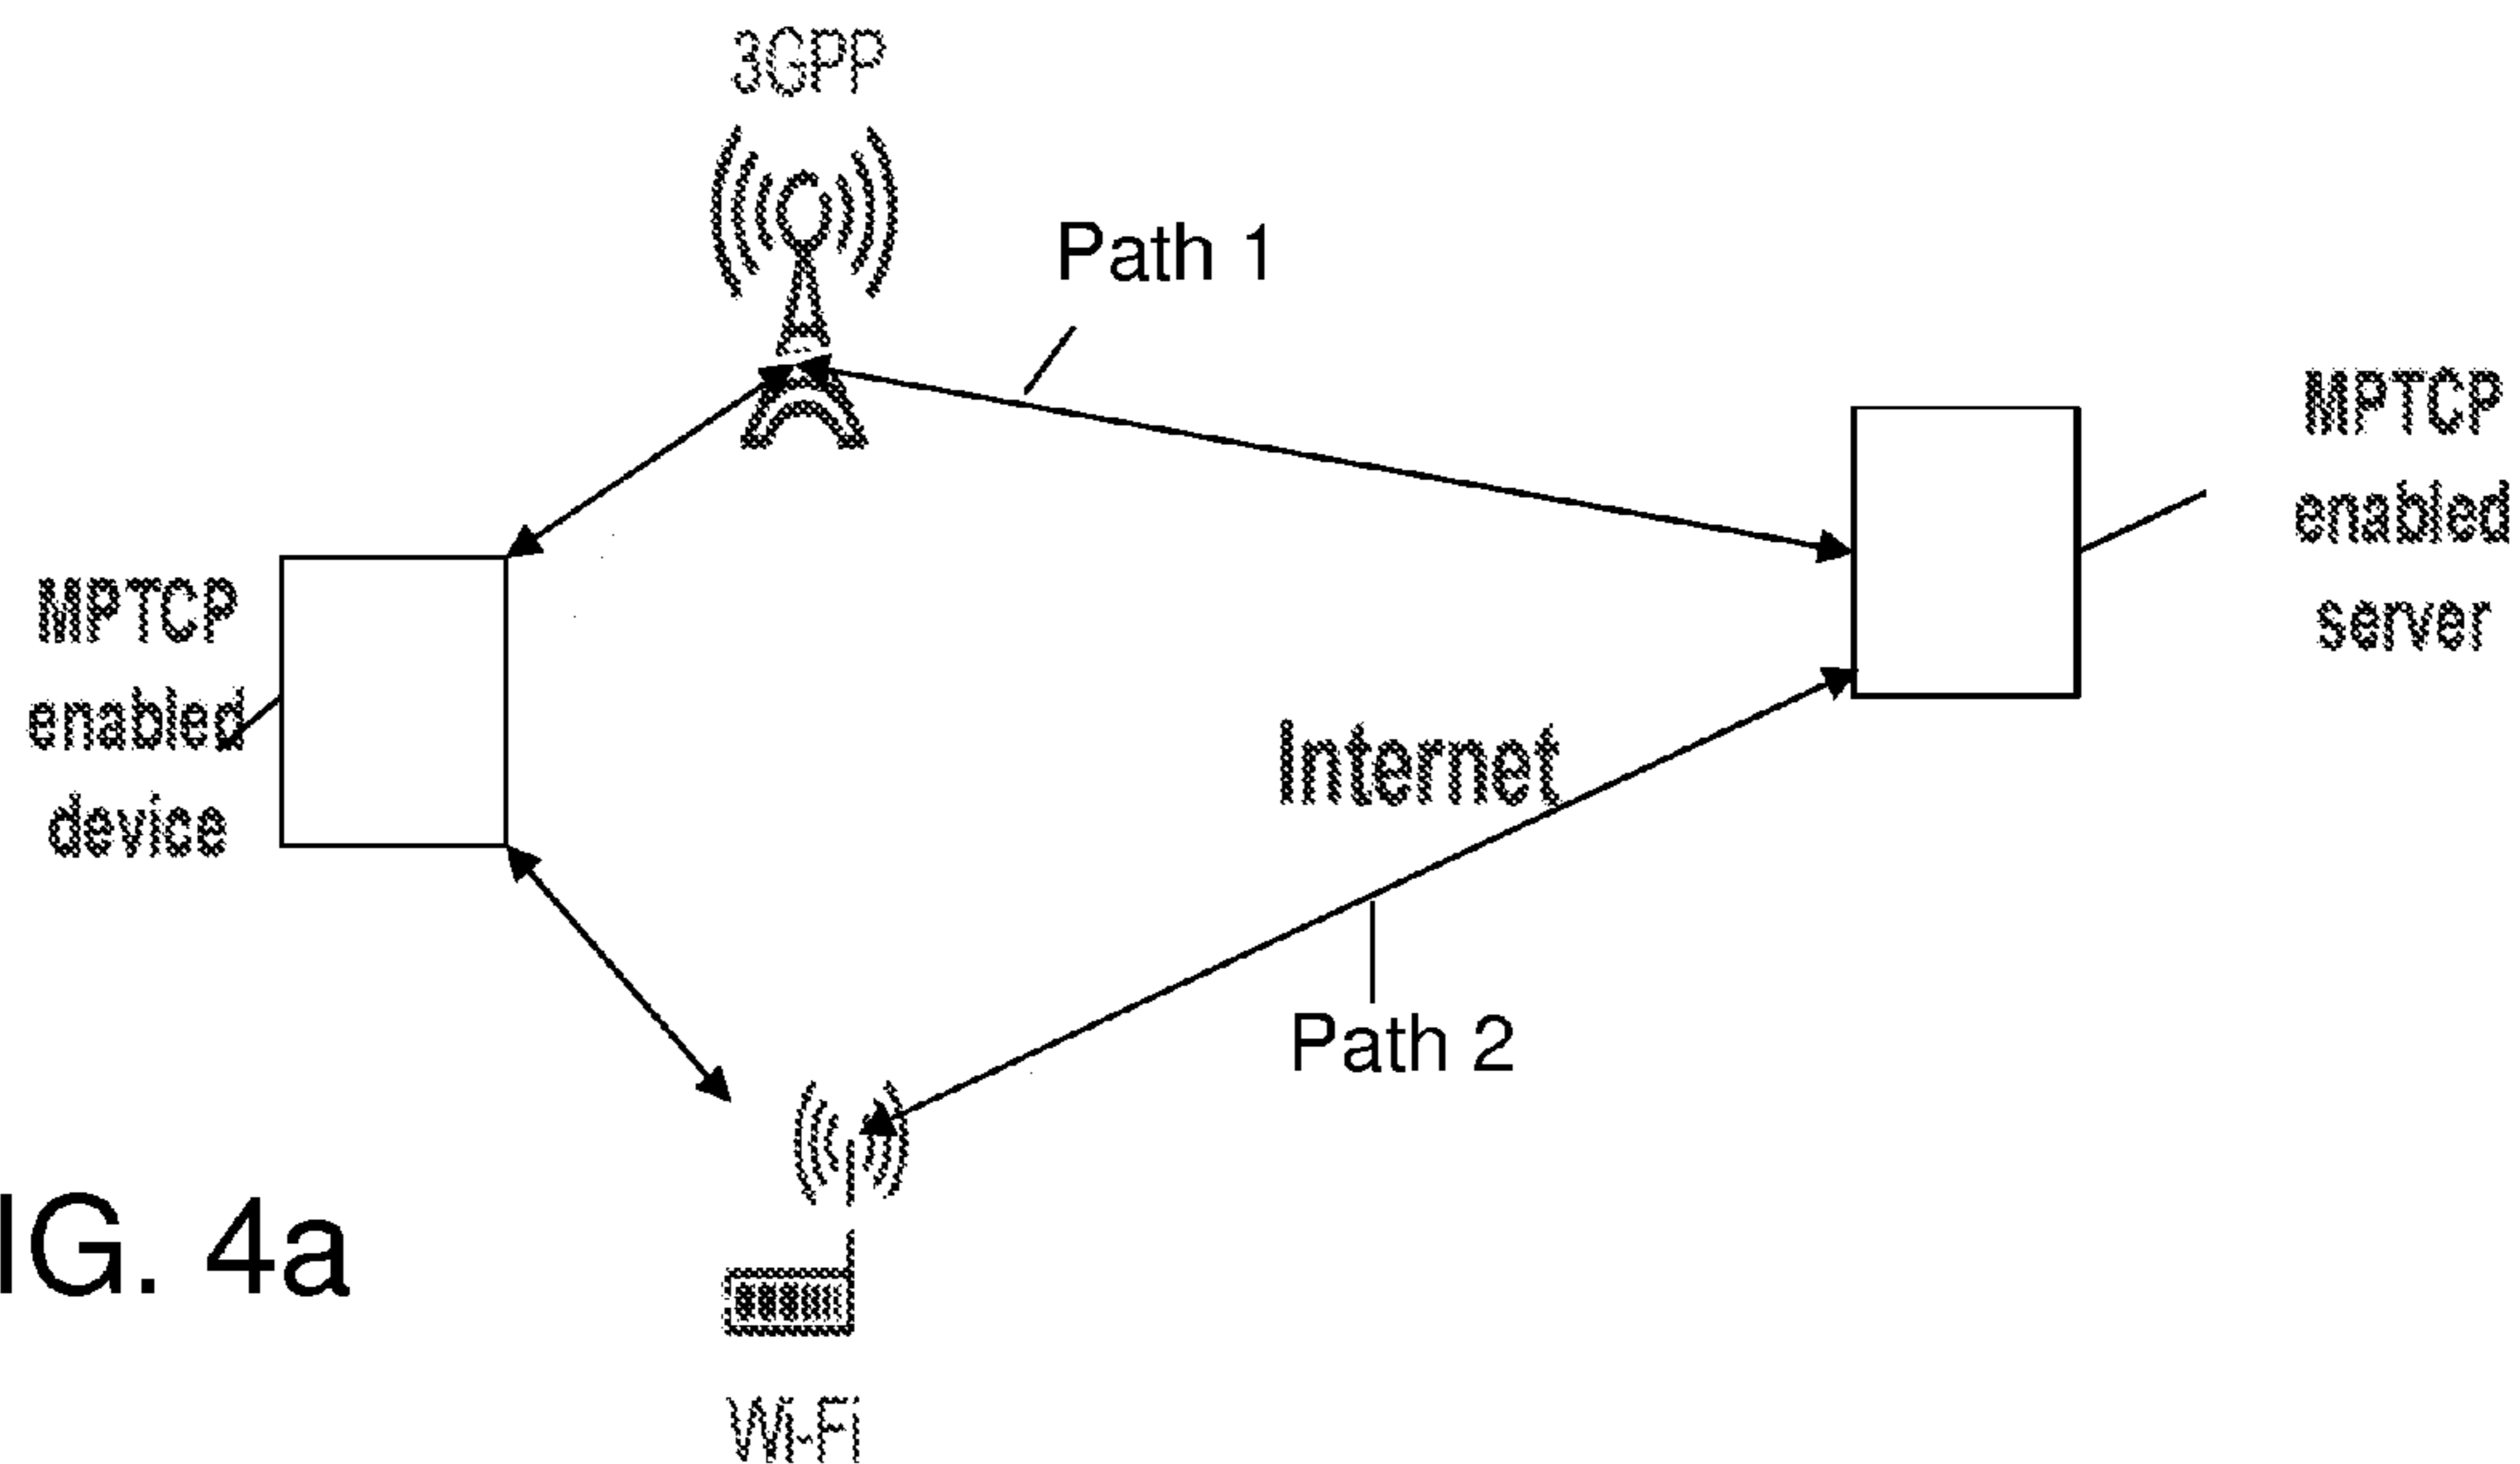 3GPP
Path 1
MPTCP
enabled
server
MPTCP
enabled
device
Internet
Path 2
IG. 4a
Wi-Fi